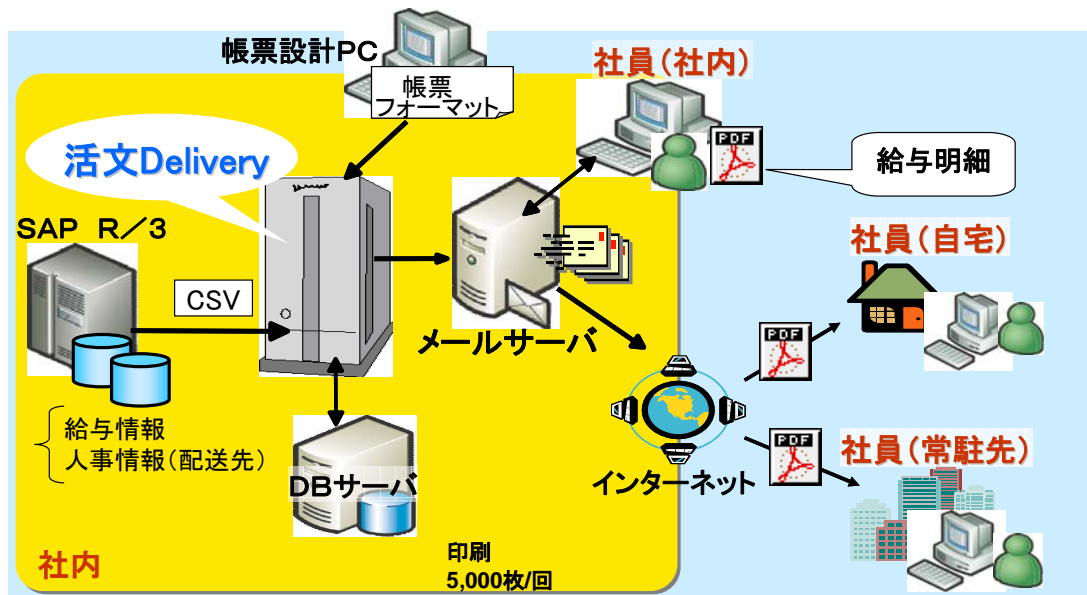 帳票設計PC
帳票
フォーマット
社員（社内）
PDF
給与明細
活文Delivery
SAP R／3
CSV
メールサーバ
社員（自宅）
PDF
給与情報
人事情報（配送先）
DBサーバ
インターネット
PDF
社員（常駐先）
社内
印刷
5,000枚/回